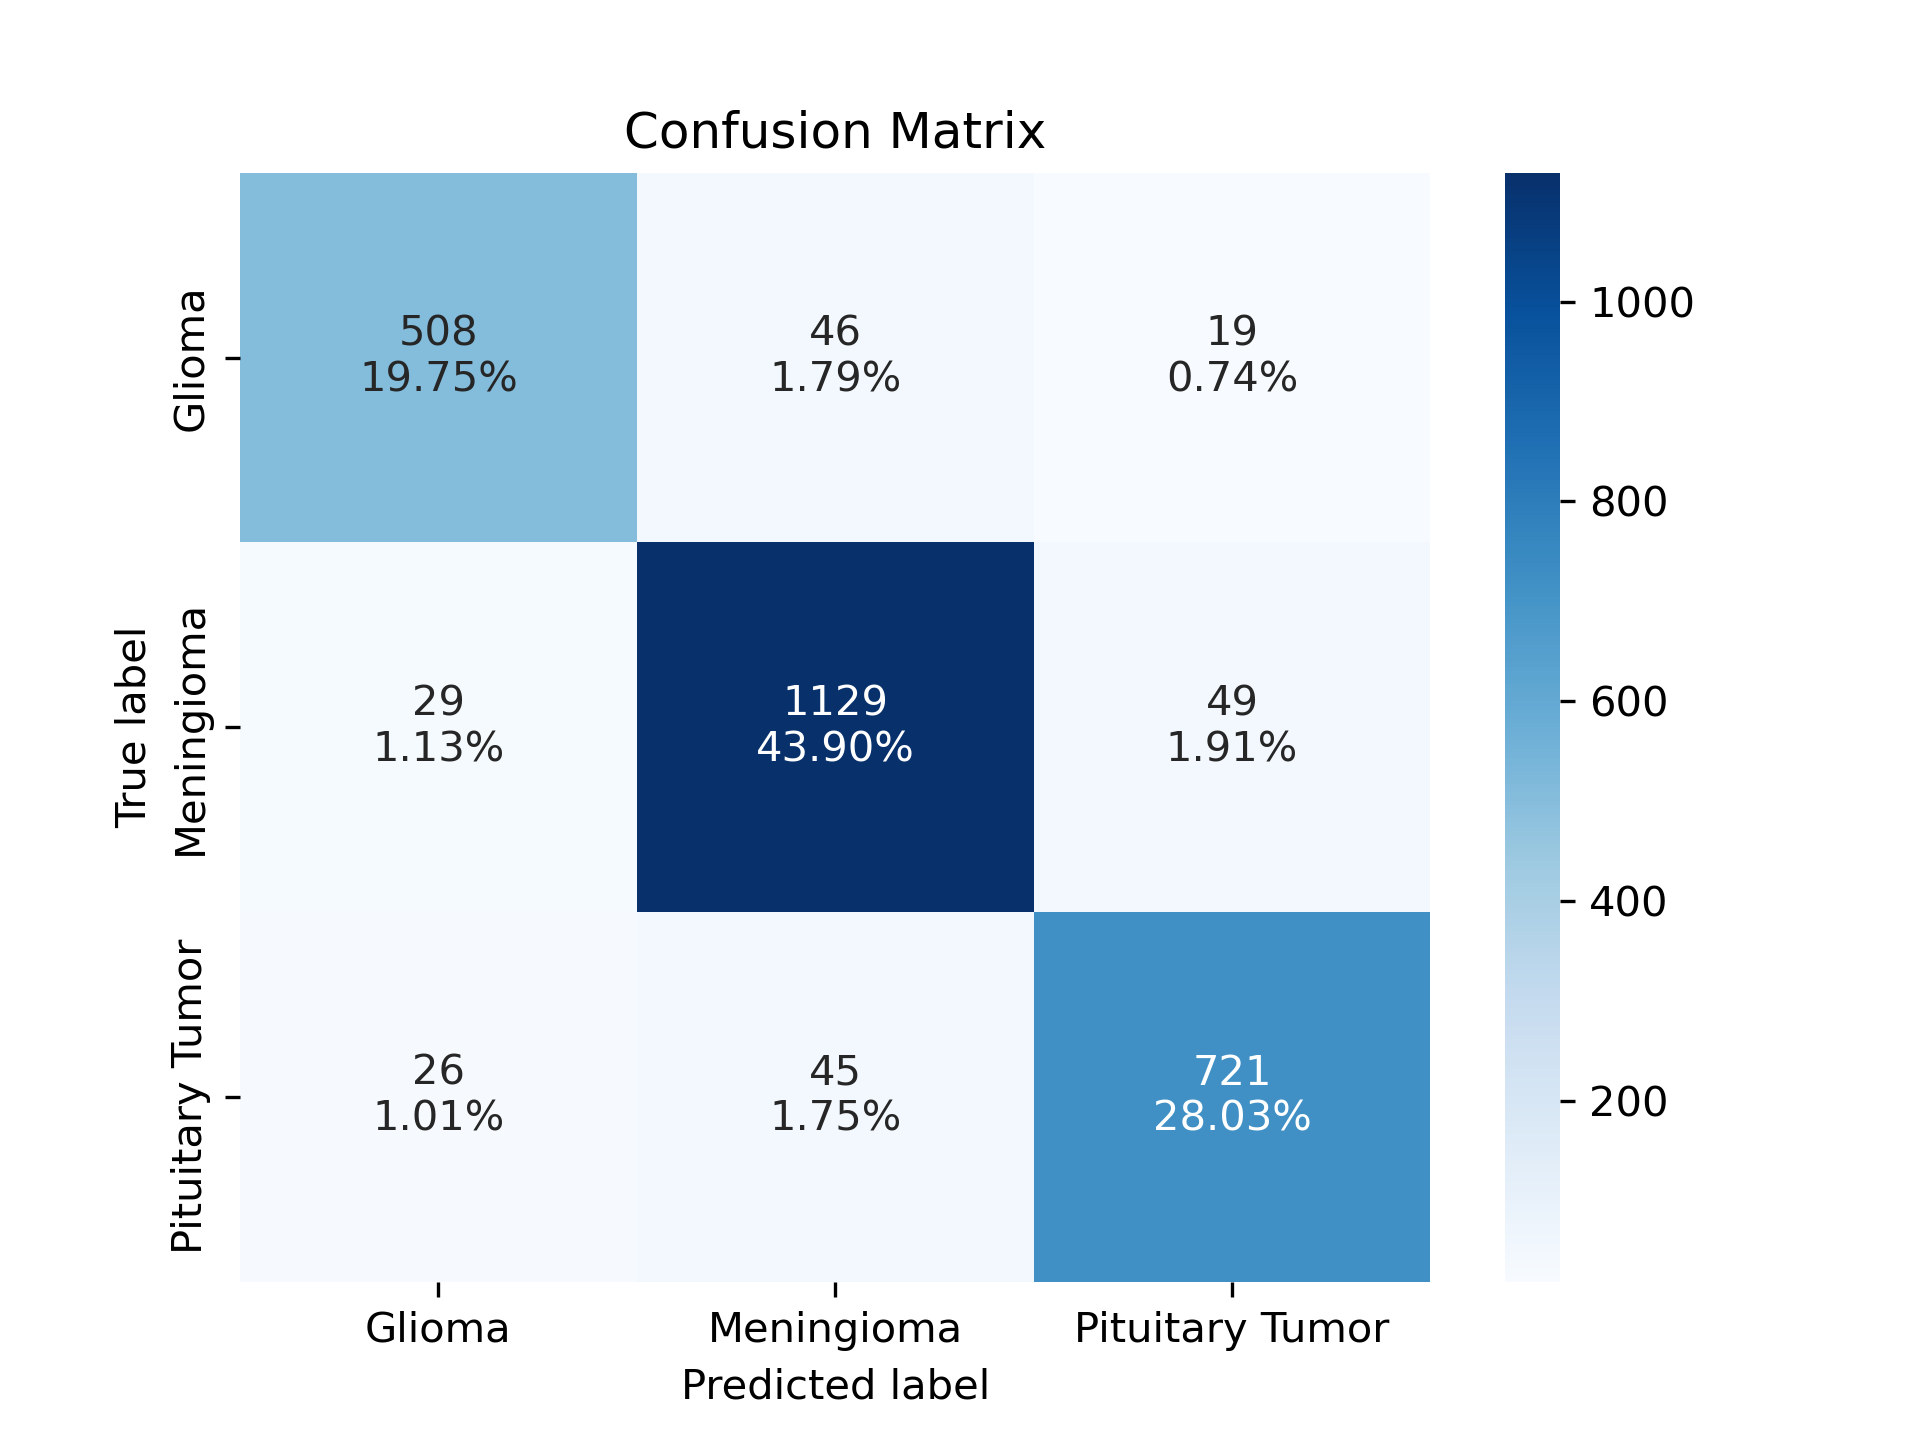 Confusion Matrix
True label
Glioma
508
19.75%
46
1.79%
19
0.74%
Meningioma
29
1.13%
1129
43.90%
49
1.91%
Pituitary Tumor
26
1.01%
45
1.75%
721
28.03%
Glioma
Meningioma
Pituitary Tumor
Predicted label
1000
800
600
400
200